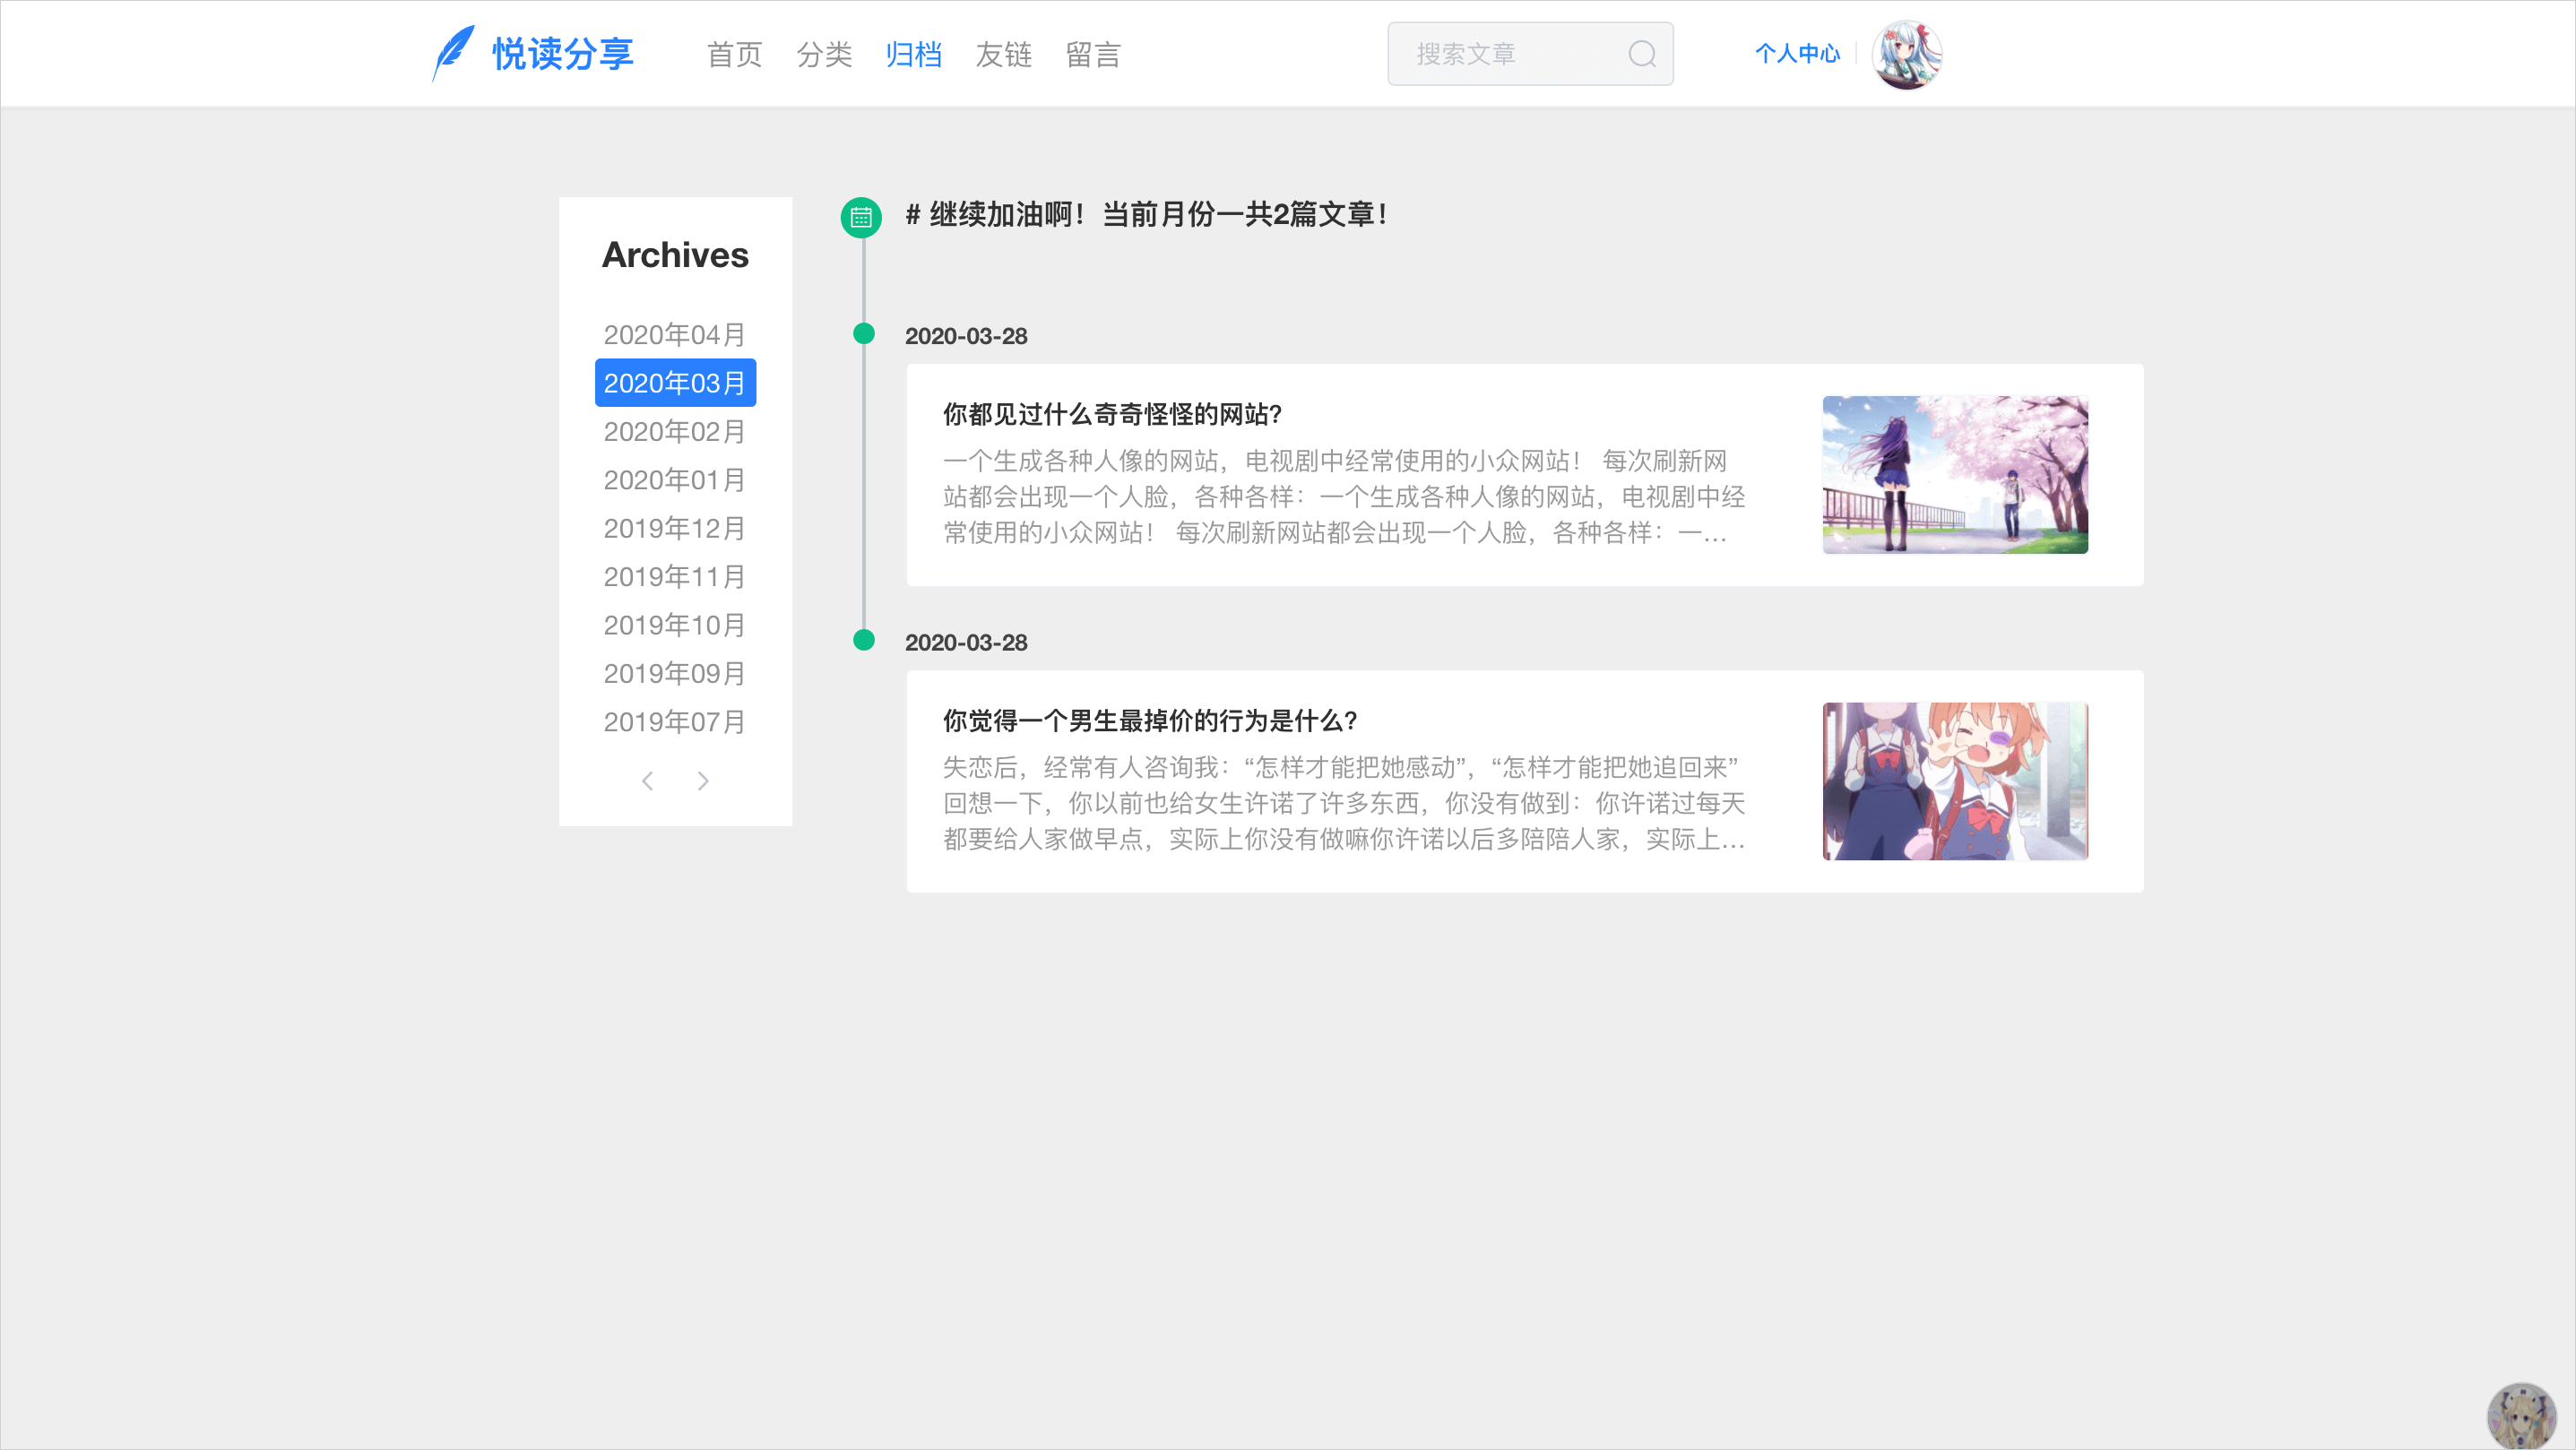 悦读分享
首页 分类 归档 友链 留言
搜索文章
个人中心
Archives
2020年04月
2020年03月
2020年02月
2020年01月
2019年12月
2019年11月
2019年10月
2019年09月
2019年07月
# 继续加油啊！当前月份一共2篇文章！
2020-03-28
你都见过什么奇奇怪怪的网站?
一个生成各种人像的网站，电视剧中经常使用的小众网站！ 每次刷新网
站都会出现一个人脸，各种各样：一个生成各种人像的网站，电视剧中经
常使用的小众网站！ 每次刷新网站都会出现一个人脸，各种各样：一…
2020-03-28
你觉得一个男生最掉价的行为是什么?
失恋后，经常有人咨询我：“怎样才能把她感动”，“怎样才能把她追回来”
回想一下，你以前也给女生许诺了许多东西，你没有做到：你许诺过每天
都要给人家做早点，实际上你没有做嘛你许诺以后多陪陪人家，实际上…